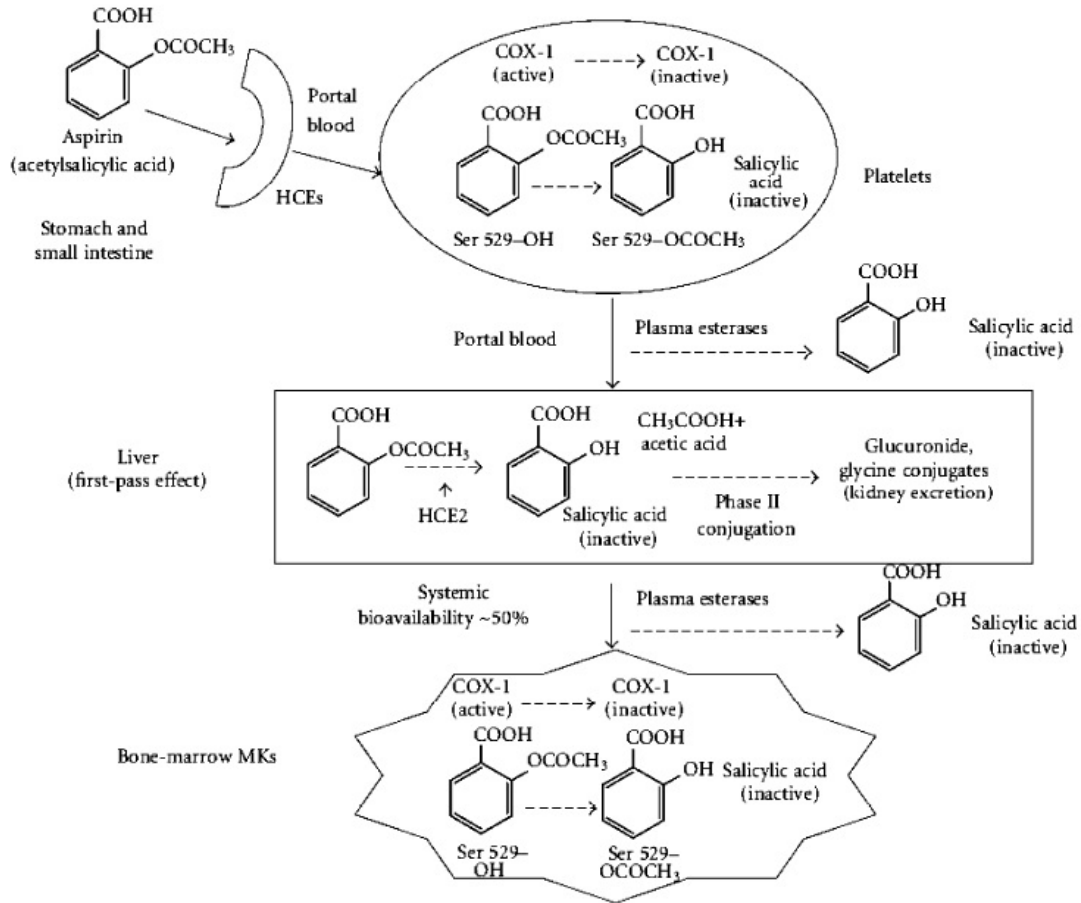 COOH
OCOCH₃
Aspirin
(acetylsalicylic acid)
Stomach and
small intestine
Portal
blood
HCEs
COX-1
(active)
COX-1
(inactive)
COOH
OCOCH₃
COOH
OH
Salicylic
acid
(inactive)
Ser 529–OH
Ser 529–OCOCH₃
Platelets
Portal blood
Plasma esterases
COOH
OH
Salicylic acid
(inactive)
Liver
(first-pass effect)
COOH
OCOCH₃
HCE2
COOH
OH
Salicylic acid
(inactive)
CH₃COOH+
acetic acid
Phase II
conjugation
Glucuronide,
glycine conjugates
(kidney excretion)
Systemic
bioavailability ~50%
Plasma esterases
COOH
OH
Salicylic acid
(inactive)
Bone-marrow MKs
COX-1
(active)
COX-1
(inactive)
COOH
OCOCH₃
COOH
OH
Salicylic acid
(inactive)
Ser 529–
OH
Ser 529–
OCOCH₃